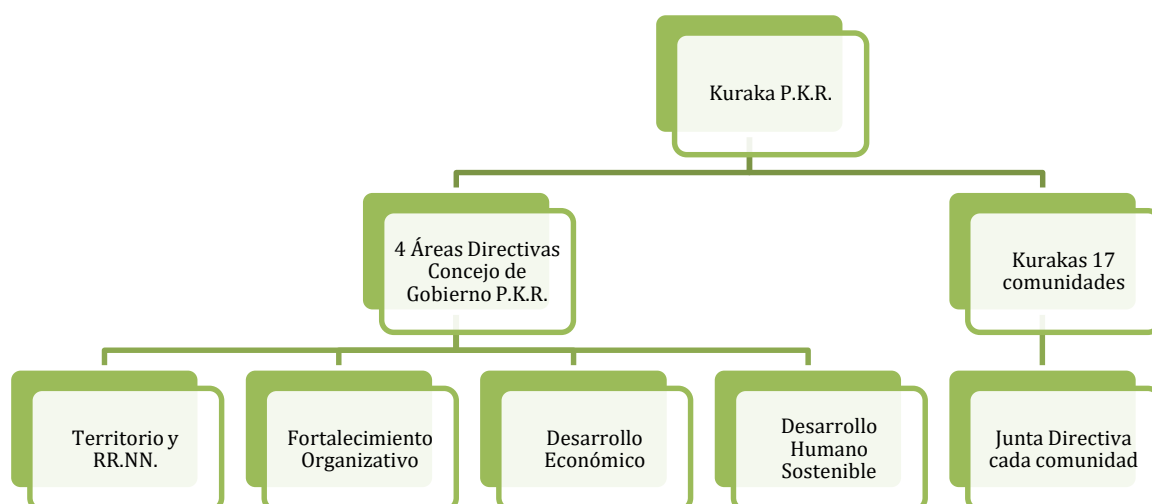 Kuraka P.K.R.
4 Áreas Directivas
Concejo de
Gobierno P.K.R.
Kurakas 17
comunidades
Territorio y
RR.NN.
Fortalecimiento
Organizativo
Desarrollo
Económico
Desarrollo
Humano
Sostenible
Junta Directiva
cada comunidad